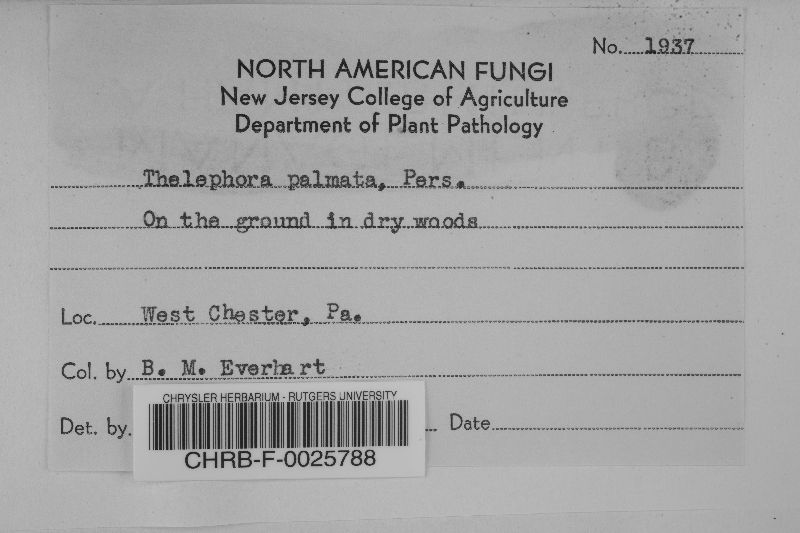 No. 1937
NORTH AMERICAN FUNGI
New Jersey College of Agriculture
Department of Plant Pathology
Thelephora palmata, Pers.
On the ground in dry woods
Loc. West Chester, Pa.
Col. by B. M. Everhart
Det. by. Date
CHRYSLER HERBARIUM - RUTGERS UNIVERSITY
CHRB-F-0025788